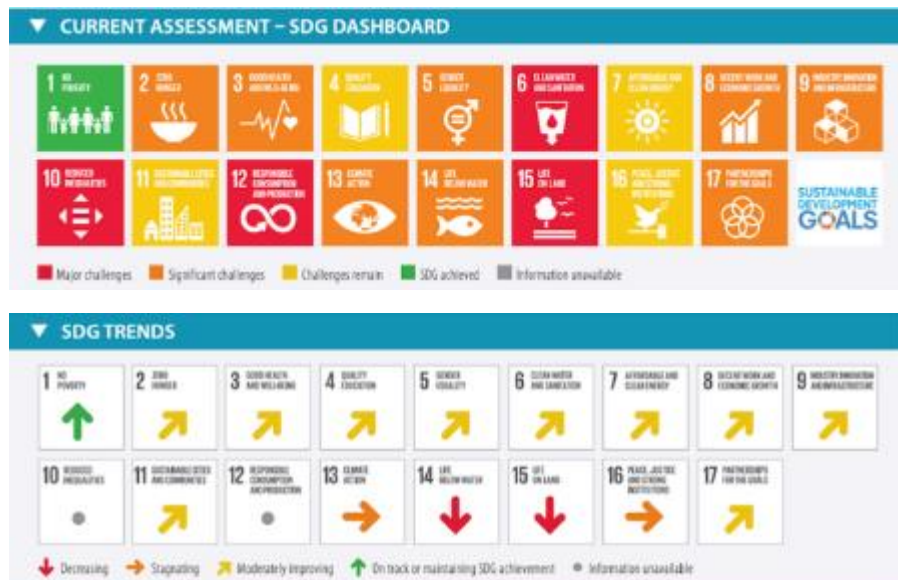 ▼ CURRENT ASSESSMENT – SDG DASHBOARD
1 NO POVERTY
2 ZERO HUNGER
3 GOOD HEALTH AND WELL-BEING
4 QUALITY EDUCATION
5 GENDER EQUALITY
6 CLEAN WATER AND SANITATION
7 AFFORDABLE AND CLEAN ENERGY
8 DECENT WORK AND ECONOMIC GROWTH
9 INDUSTRY, INNOVATION AND INFRASTRUCTURE
10 REDUCED INEQUALITIES
11 SUSTAINABLE CITIES AND COMMUNITIES
12 RESPONSIBLE CONSUMPTION AND PRODUCTION
13 CLIMATE ACTION
14 LIFE BELOW WATER
15 LIFE ON LAND
16 PEACE, JUSTICE AND STRONG INSTITUTIONS
17 PARTNERSHIPS FOR THE GOALS
SUSTAINABLE
DEVELOPMENT
GOALS
Major challenges Significant challenges Challenges remain SDG achieved Information unavailable
▼ SDG TRENDS
1 NO POVERTY
2 ZERO HUNGER
3 GOOD HEALTH AND WELL-BEING
4 QUALITY EDUCATION
5 GENDER EQUALITY
6 CLEAN WATER AND SANITATION
7 AFFORDABLE AND CLEAN ENERGY
8 DECENT WORK AND ECONOMIC GROWTH
9 INDUSTRY, INNOVATION AND INFRASTRUCTURE
10 REDUCED INEQUALITIES
11 SUSTAINABLE CITIES AND COMMUNITIES
12 RESPONSIBLE CONSUMPTION AND PRODUCTION
13 CLIMATE ACTION
14 LIFE BELOW WATER
15 LIFE ON LAND
16 PEACE, JUSTICE AND STRONG INSTITUTIONS
17 PARTNERSHIPS FOR THE GOALS
Decreasing Stagnating Moderately improving On track or maintaining SDG achievement Information unavailable